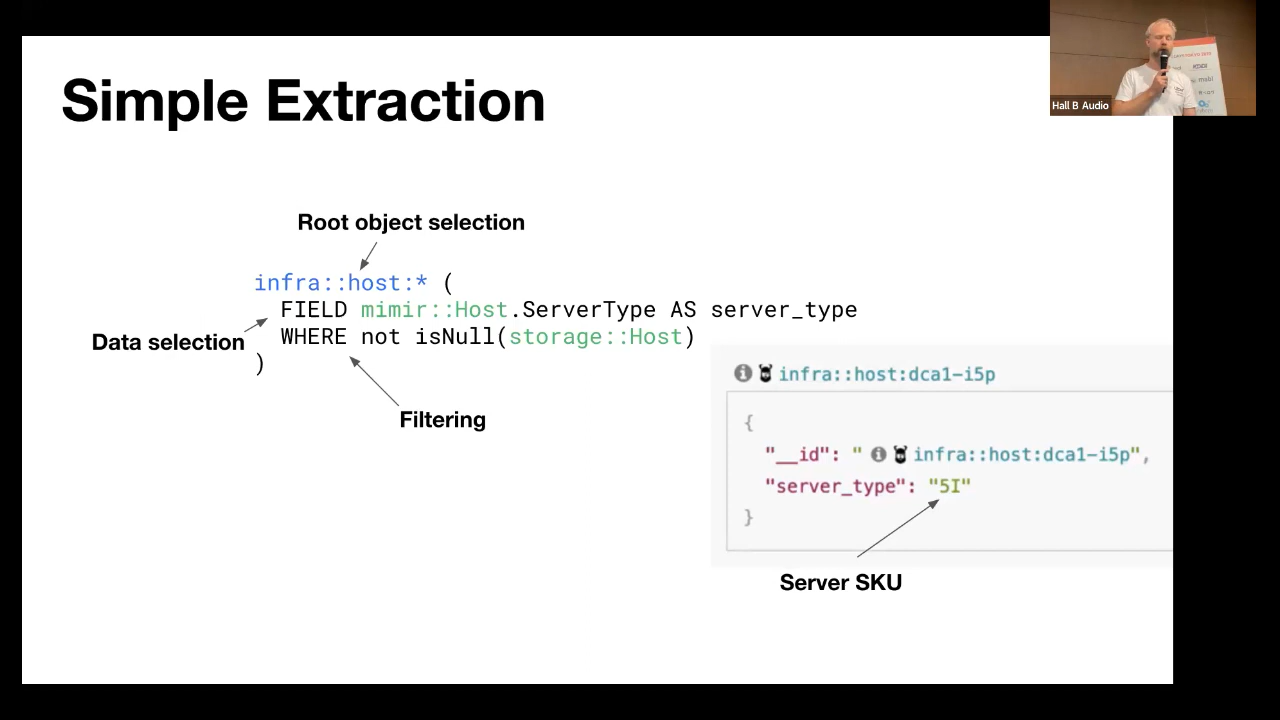 Simple Extraction
Hall B Audio
Root object selection
infra::host:* (
FIELD mimir::Host.ServerType AS server_type
Data selection
WHERE not isNull(storage::Host)
)
Filtering
infra::host:dca1-i5p
{
"__id": " infra::host:dca1-i5p",
"server_type": "5I"
}
Server SKU